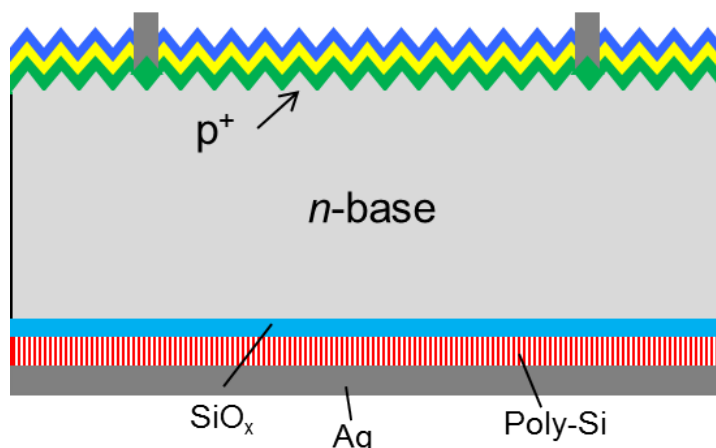 p⁺
n-base
SiOₓ
Ag
Poly-Si